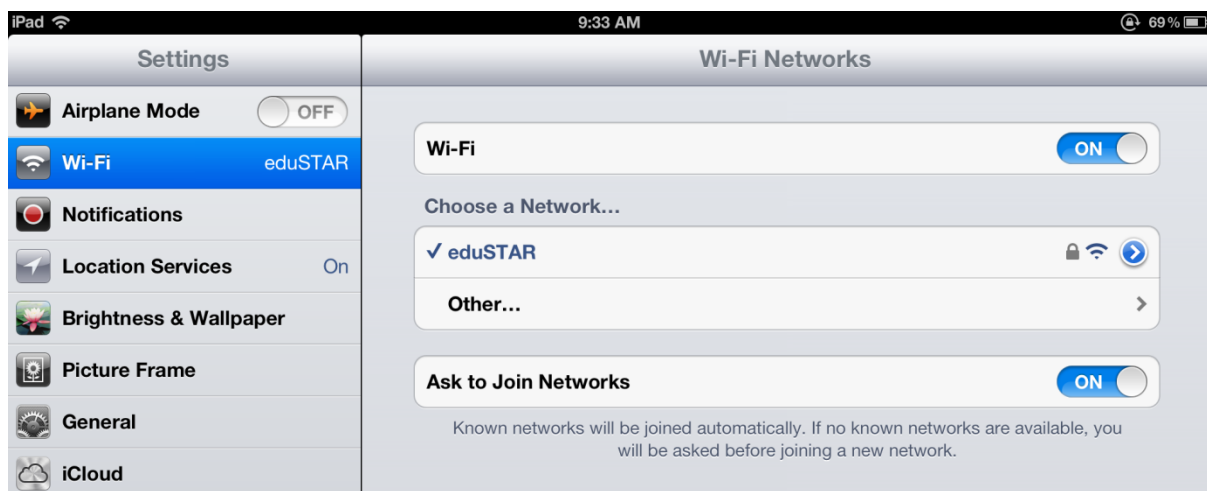 iPad 9:33 AM 69%
Settings
Airplane Mode OFF
Wi-Fi eduSTAR
Notifications
Location Services On
Brightness & Wallpaper
Picture Frame
General
iCloud
Wi-Fi Networks
Wi-Fi ON
Choose a Network...
eduSTAR
Other...
Ask to Join Networks ON
Known networks will be joined automatically. If no known networks are available, you
will be asked before joining a new network.